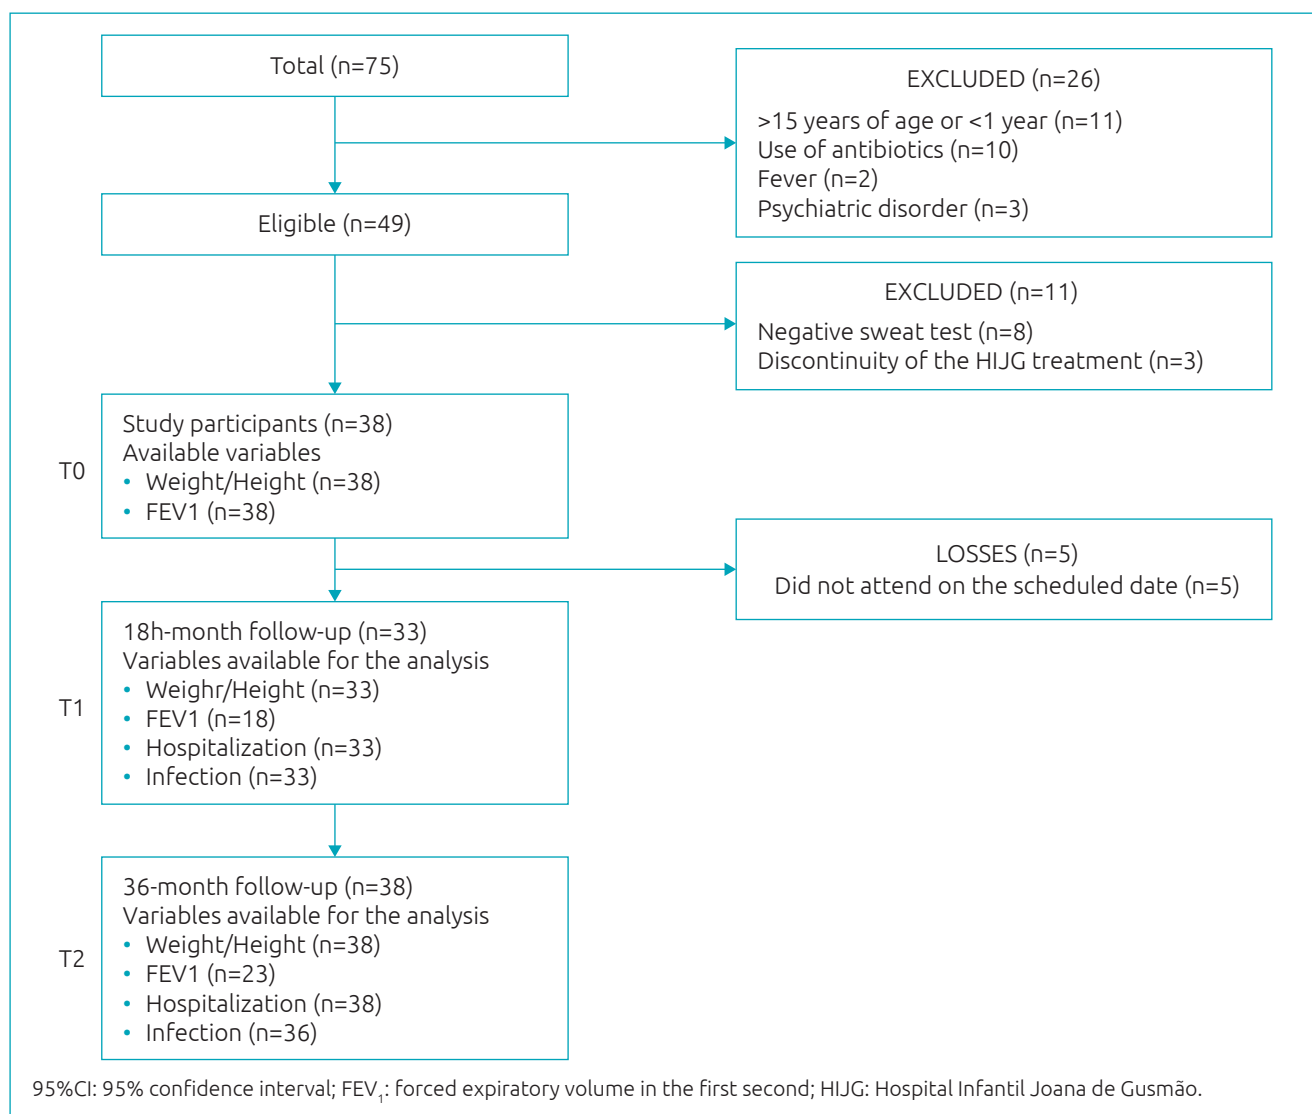 Total (n=75)
EXCLUDED (n=26)
>15 years of age or <1 year (n=11)
Use of antibiotics (n=10)
Fever (n=2)
Psychiatric disorder (n=3)
Eligible (n=49)
EXCLUDED (n=11)
Negative sweat test (n=8)
Discontinuity of the HIJG treatment (n=3)
T0
Study participants (n=38)
Available variables
• Weight/Height (n=38)
• FEV1 (n=38)
LOSSES (n=5)
Did not attend on the scheduled date (n=5)
T1
18h-month follow-up (n=33)
Variables available for the analysis
• Weighr/Height (n=33)
• FEV1 (n=18)
• Hospitalization (n=33)
• Infection (n=33)
T2
36-month follow-up (n=38)
Variables available for the analysis
• Weight/Height (n=38)
• FEV1 (n=23)
• Hospitalization (n=38)
• Infection (n=36)
95%CI: 95% confidence interval; FEV₁: forced expiratory volume in the first second; HIJG: Hospital Infantil Joana de Gusmão.